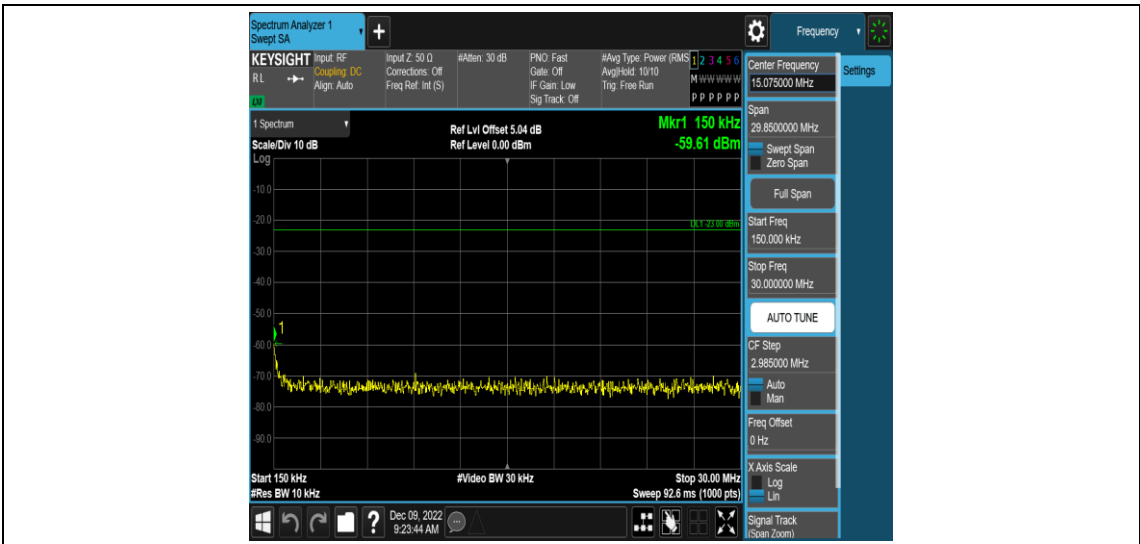 Spectrum Analyzer 1
Swept SA
Frequency
KEYSIGHT
RL
LXI
Input: RF
Coupling: DC
Align: Auto
Input Z: 50 Ω
Corrections: Off
Freq Ref: Int (S)
#Atten: 30 dB
PNO: Fast
Gate: Off
IF Gain: Low
Sig Track: Off
#Avg Type: Power (RMS
Avg|Hold: 10/10
Trig: Free Run
1 2 3 4 5 6
M W W W W W
P P P P P P
1 Spectrum
Scale/Div 10 dB
Log
Ref Lvl Offset 5.04 dB
Ref Level 0.00 dBm
Mkr1 150 kHz
-59.61 dBm
-10.0
-20.0
DL1 -23.00 dBm
-30.0
-40.0
-50.0
1
-60.0
-70.0
-80.0
-90.0
Start 150 kHz
#Video BW 30 kHz
Stop 30.00 MHz
#Res BW 10 kHz
Sweep 92.6 ms (1000 pts)
?
Dec 09, 2022
9:23:44 AM
Center Frequency
15.075000 MHz
Settings
Span
29.8500000 MHz
Swept Span
Zero Span
Full Span
Start Freq
150.000 kHz
Stop Freq
30.000000 MHz
AUTO TUNE
CF Step
2.985000 MHz
Auto
Man
Freq Offset
0 Hz
X Axis Scale
Log
Lin
Signal Track
(Span Zoom)